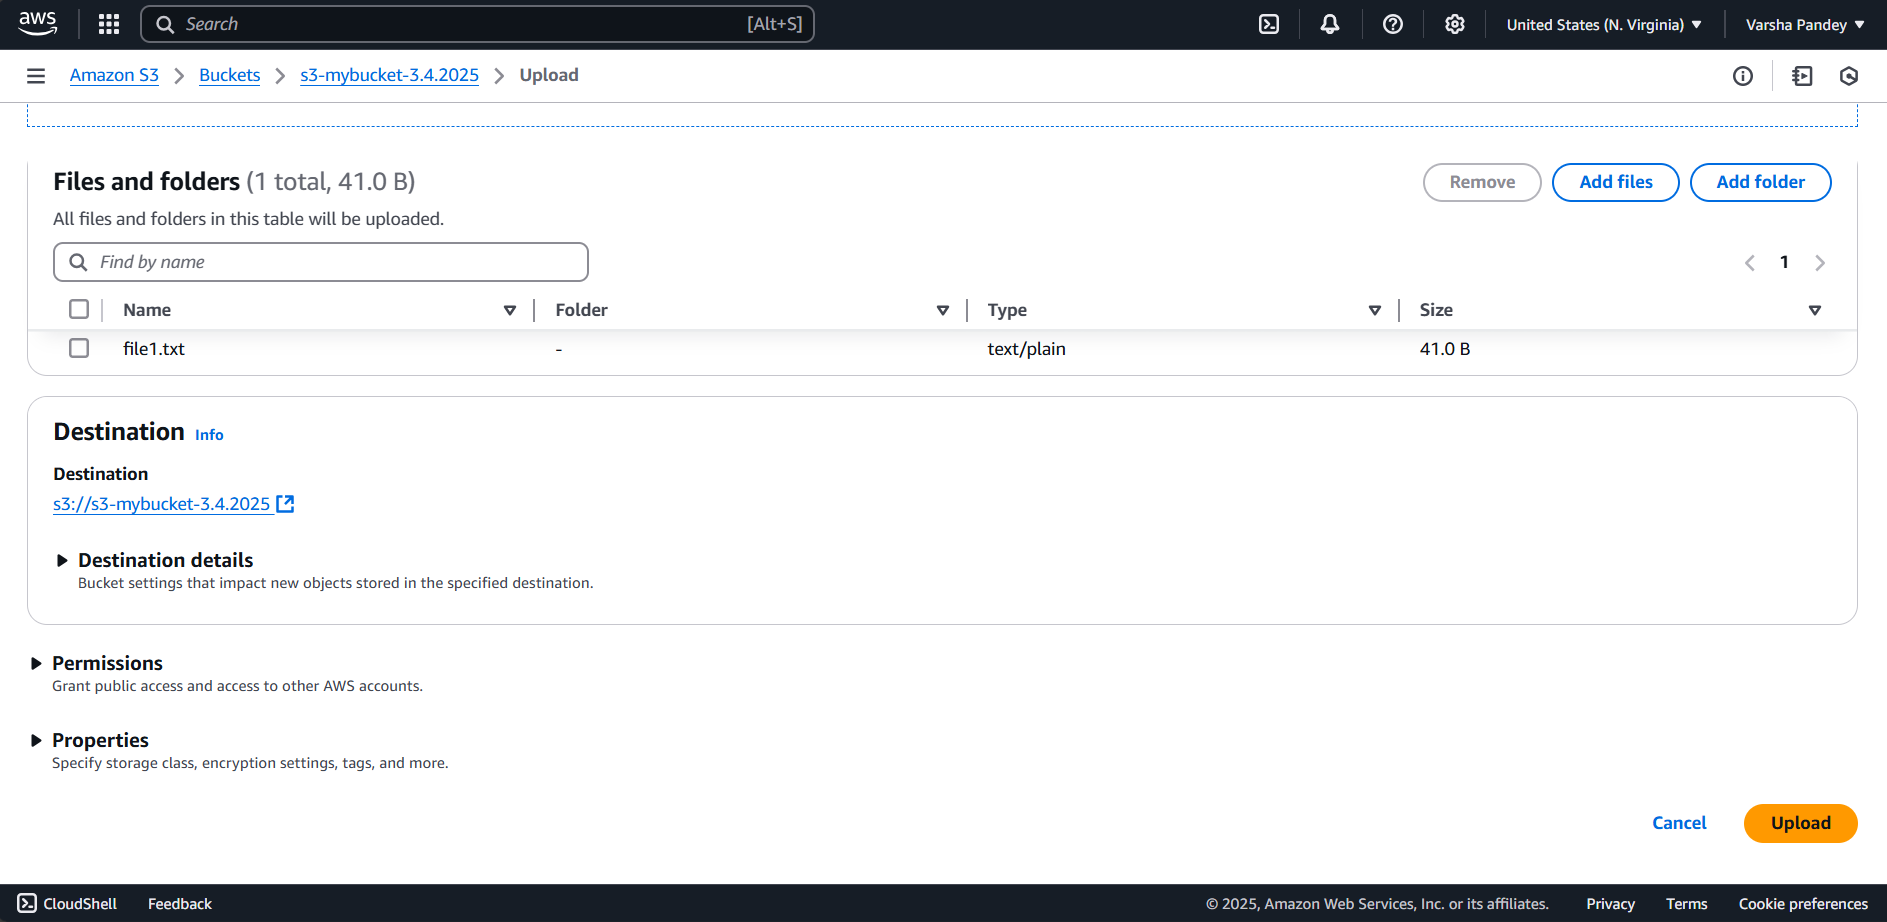 aws Search [Alt+S] United States (N. Virginia) Varsha Pandey
Amazon S3 Buckets s3-mybucket-3.4.2025 Upload
Files and folders (1 total, 41.0 B) Remove Add files Add folder
All files and folders in this table will be uploaded.
Find by name 1
Name Folder Type Size
file1.txt - text/plain 41.0 B
Destination Info
Destination
s3://s3-mybucket-3.4.2025
Destination details
Bucket settings that impact new objects stored in the specified destination.
Permissions
Grant public access and access to other AWS accounts.
Properties
Specify storage class, encryption settings, tags, and more.
Cancel Upload
CloudShell Feedback © 2025, Amazon Web Services, Inc. or its affiliates. Privacy Terms Cookie preferences